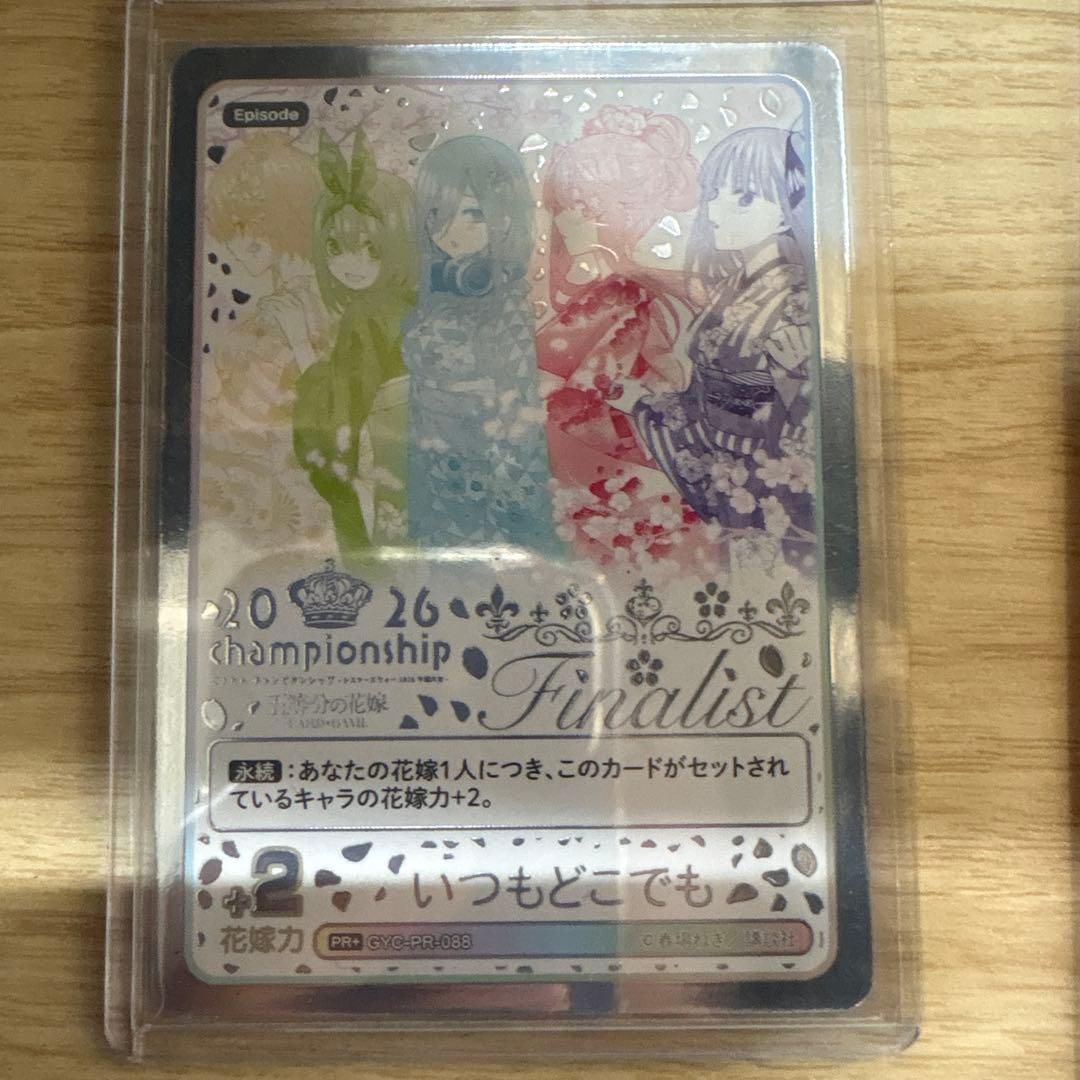 Episode
2026
championship
五等分の花嫁
CARD•GAME
Finalist
永続:あなたの花嫁1人につき、このカードがセットされ
ているキャラの花嫁力+2。
+2
花嫁力
いつもどこでも
PR+ GYC-PR-088
©春場ねぎ/講談社